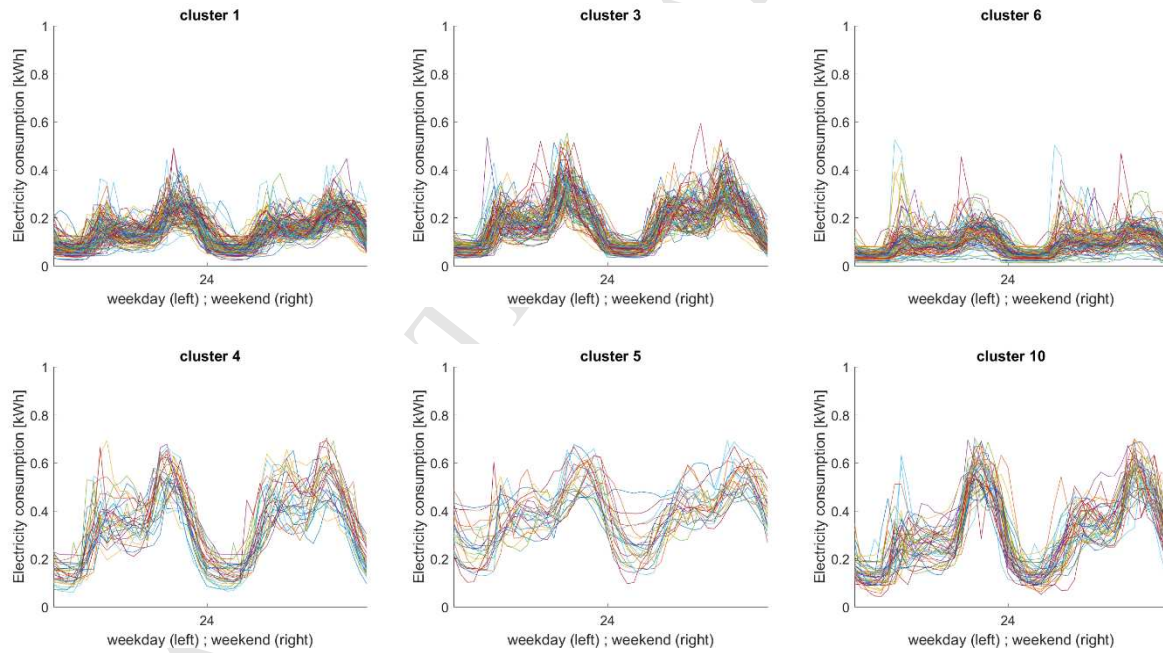 cluster 1
Electricity consumption [kWh]
1
0.8
0.6
0.4
0.2
0
24
weekday (left) ; weekend (right)
cluster 3
Electricity consumption [kWh]
1
0.8
0.6
0.4
0.2
0
24
weekday (left) ; weekend (right)
cluster 6
Electricity consumption [kWh]
1
0.8
0.6
0.4
0.2
0
24
weekday (left) ; weekend (right)
cluster 4
Electricity consumption [kWh]
1
0.8
0.6
0.4
0.2
0
24
weekday (left) ; weekend (right)
cluster 5
Electricity consumption [kWh]
1
0.8
0.6
0.4
0.2
0
24
weekday (left) ; weekend (right)
cluster 10
Electricity consumption [kWh]
1
0.8
0.6
0.4
0.2
0
24
weekday (left) ; weekend (right)